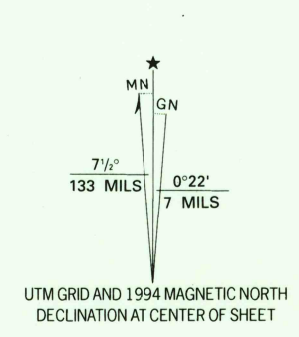 MN
GN
7½°
133 MILS
0°22'
7 MILS
UTM GRID AND 1994 MAGNETIC NORTH
DECLINATION AT CENTER OF SHEET